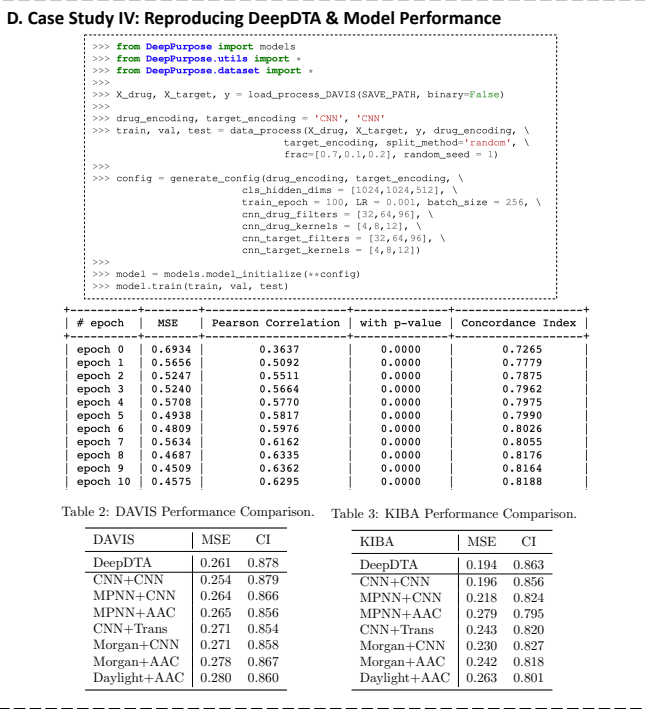 D. Case Study IV: Reproducing DeepDTA & Model Performance
>>> from DeepPurpose import models
>>> from DeepPurpose.utils import *
>>> from DeepPurpose.dataset import *
>>>
>>> X_drug, X_target, y = load_process_DAVIS(SAVE_PATH, binary=False)
>>>
>>> drug_encoding, target_encoding = 'CNN', 'CNN'
>>> train, val, test = data_process(X_drug, X_target, y, drug_encoding, \
target_encoding, split_method='random', \
frac=[0.7,0.1,0.2], random_seed = 1)
>>>
>>> config = generate_config(drug_encoding, target_encoding, \
cls_hidden_dims = [1024,1024,512], \
train_epoch = 100, LR = 0.001, batch_size = 256, \
cnn_drug_filters = [32,64,96], \
cnn_drug_kernels = [4,8,12], \
cnn_target_filters = [32,64,96], \
cnn_target_kernels = [4,8,12])
>>>
>>> model = models.model_initialize(**config)
>>> model.train(train, val, test)
+----------+-------+---------------------+--------------+-------------------+
| # epoch | MSE | Pearson Correlation | with p-value | Concordance Index |
+----------+-------+---------------------+--------------+-------------------+
| epoch 0 | 0.6934 | 0.3637 | 0.0000 | 0.7265 |
| epoch 1 | 0.5656 | 0.5092 | 0.0000 | 0.7779 |
| epoch 2 | 0.5247 | 0.5511 | 0.0000 | 0.7875 |
| epoch 3 | 0.5240 | 0.5664 | 0.0000 | 0.7962 |
| epoch 4 | 0.5708 | 0.5770 | 0.0000 | 0.7975 |
| epoch 5 | 0.4938 | 0.5817 | 0.0000 | 0.7990 |
| epoch 6 | 0.4809 | 0.5976 | 0.0000 | 0.8026 |
| epoch 7 | 0.5634 | 0.6162 | 0.0000 | 0.8055 |
| epoch 8 | 0.4687 | 0.6335 | 0.0000 | 0.8176 |
| epoch 9 | 0.4509 | 0.6362 | 0.0000 | 0.8164 |
| epoch 10 | 0.4575 | 0.6295 | 0.0000 | 0.8188 |
Table 2: DAVIS Performance Comparison.
DAVIS MSE CI
DeepDTA 0.261 0.878
CNN+CNN 0.254 0.879
MPNN+CNN 0.264 0.866
MPNN+AAC 0.265 0.856
CNN+Trans 0.271 0.854
Morgan+CNN 0.271 0.858
Morgan+AAC 0.278 0.867
Daylight+AAC 0.280 0.860
Table 3: KIBA Performance Comparison.
KIBA MSE CI
DeepDTA 0.194 0.863
CNN+CNN 0.196 0.856
MPNN+CNN 0.218 0.824
MPNN+AAC 0.279 0.795
CNN+Trans 0.243 0.820
Morgan+CNN 0.230 0.827
Morgan+AAC 0.242 0.818
Daylight+AAC 0.263 0.801